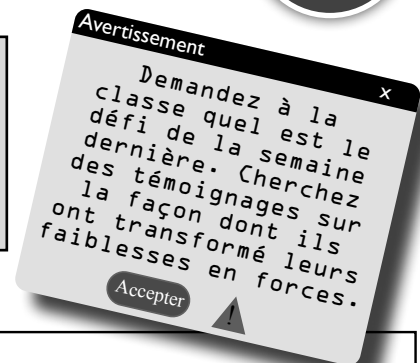 Avertissement
x
Demandez à la
classe quel est le
défi de la semaine
dernière. Cherchez
des témoignages sur
la façon dont ils
ont transformé leurs
faiblesses en forces.
Accepter
!